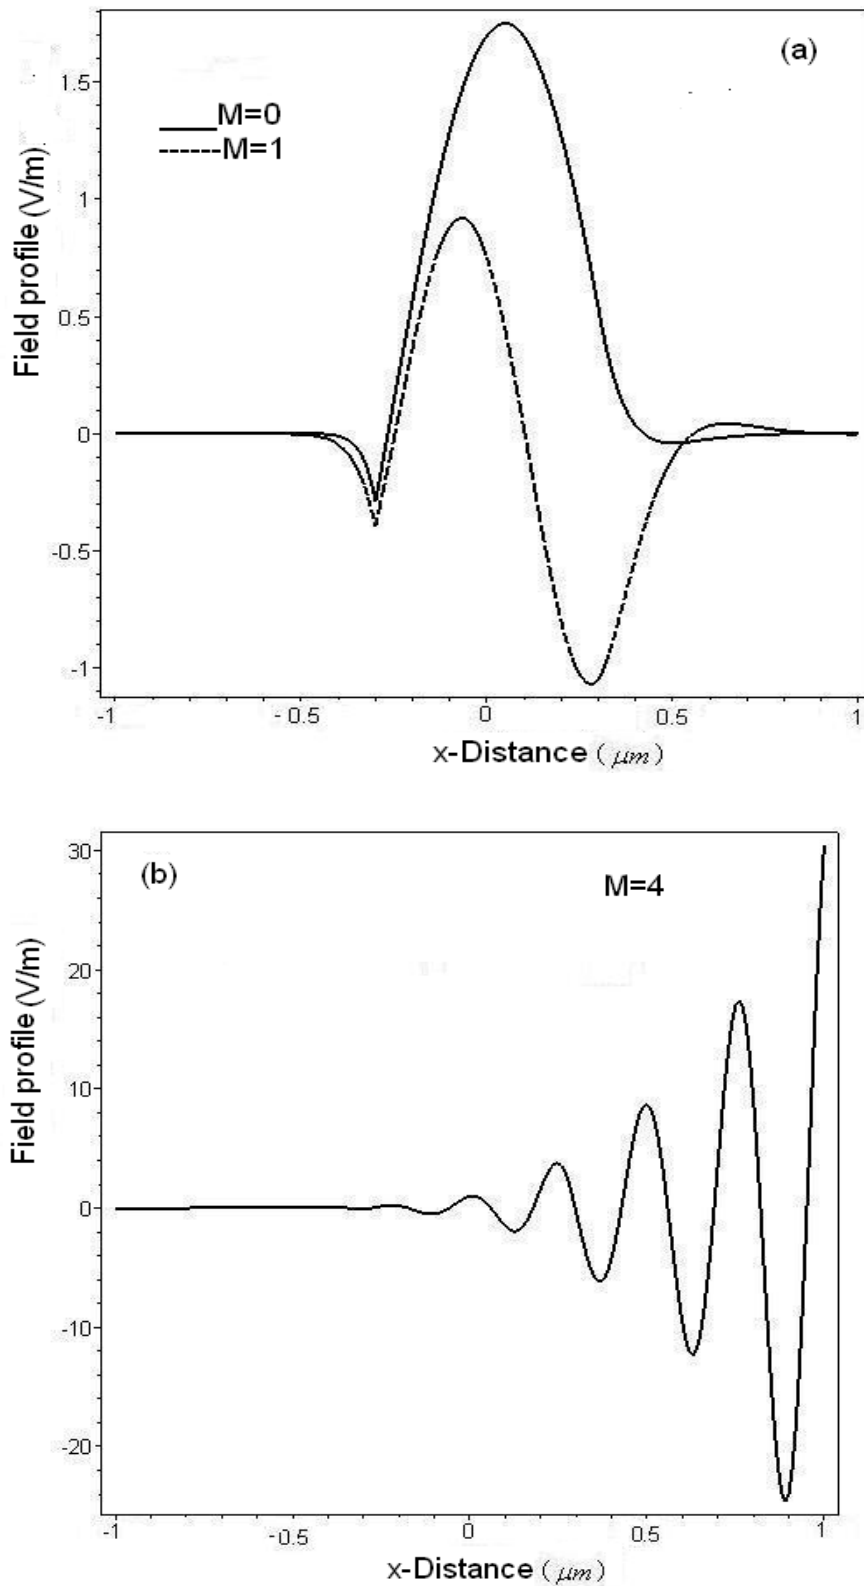 (a)
M=0
M=1
Field profile (V/m)
1.5
1
0.5
0
-0.5
-1
-1 -0.5 0 0.5 1
x-Distance ( μm )
(b)
M=4
Field profile (V/m)
30
20
10
0
-10
-20
-1 -0.5 0 0.5 1
x-Distance ( μm )